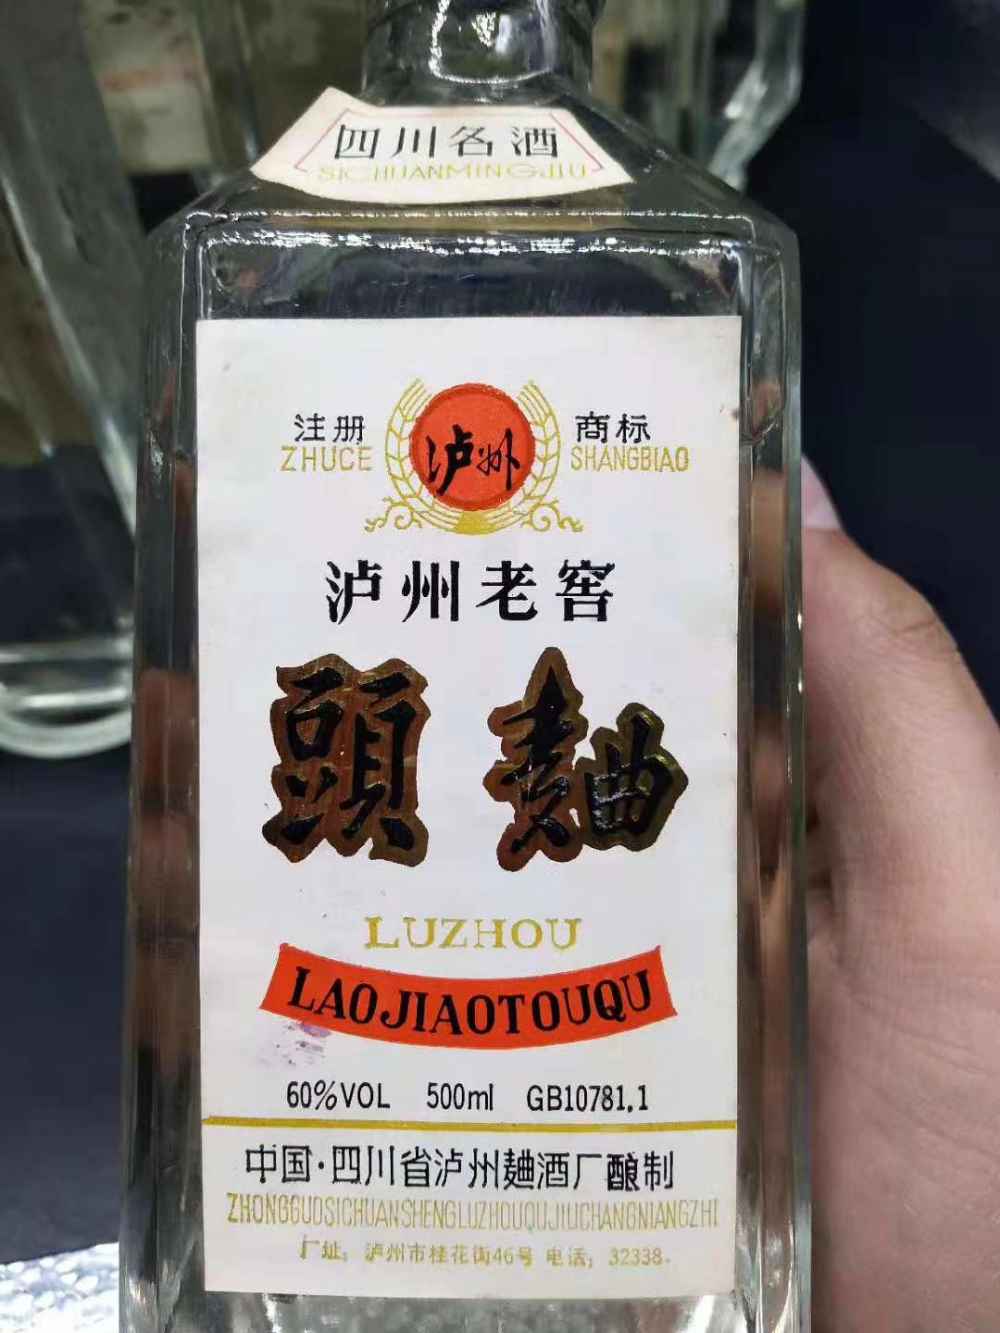 四川名酒
SICHUANMINGJIU
注册 泸州 商标
ZHUCE SHANGBIAO
泸州老窖
頭麯
LUZHOU
LAOJIAOTOUQU
60%VOL 500ml GB10781.1
中国·四川省泸州麯酒厂酿制
ZHONGGUOSICHUANSHENGLUZHOUQUJIUCHANGNIANGZHI
厂址：泸州市桂花街46号 电话：32338.